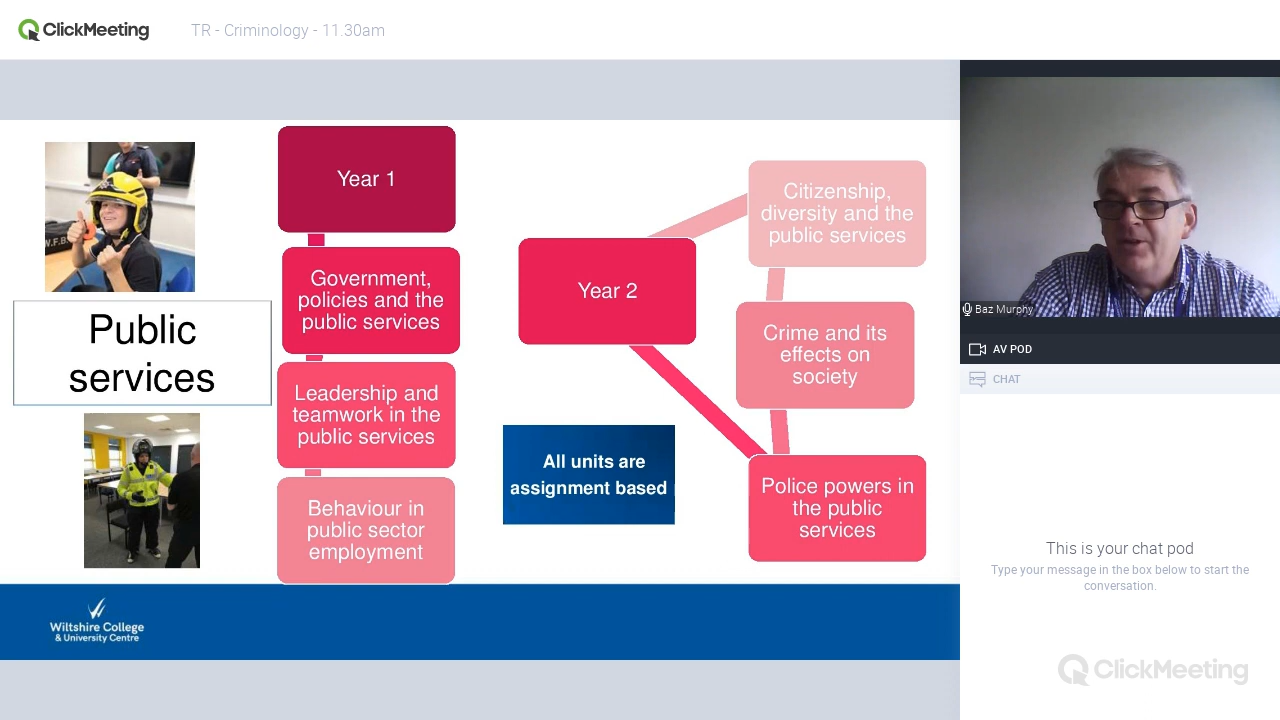 ClickMeeting
TR - Criminology - 11.30am
Public
services
Year 1
Government,
policies and the
public services
Leadership and
teamwork in the
public services
Behaviour in
public sector
employment
Year 2
Citizenship,
diversity and the
public services
Crime and its
effects on
society
Police powers in
the public
services
All units are
assignment based
Wiltshire College
& University Centre
Baz Murphy
AV POD
CHAT
This is your chat pod
Type your message in the box below to start the
conversation.
ClickMeeting